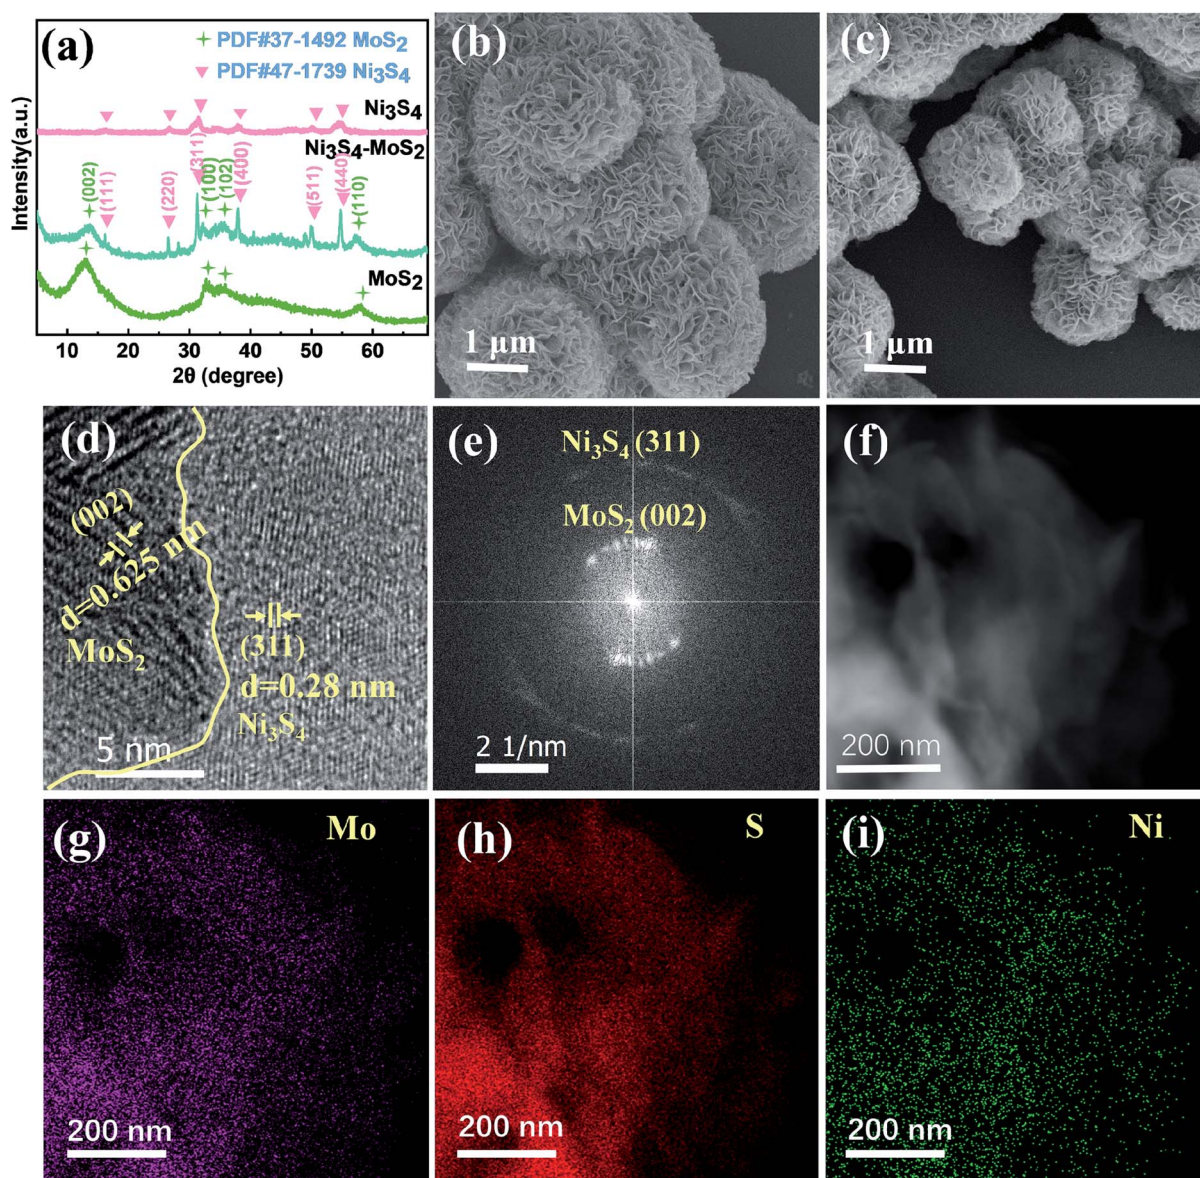 (a)
PDF#37-1492 MoS₂
PDF#47-1739 Ni₃S₄
Ni₃S₄
Ni₃S₄-MoS₂
(002)
(111)
(220)
(311)
(100)
(102)
(400)
(511)
(440)
(110)
MoS₂
Intensity(a.u.)
10 20 30 40 50 60
2θ (degree)
(b)
1 μm
(c)
1 μm
(d)
(002)
d=0.625 nm
MoS₂
(311)
d=0.28 nm
Ni₃S₄
5 nm
(e)
Ni₃S₄ (311)
MoS₂ (002)
2 1/nm
(f)
200 nm
(g)
Mo
200 nm
(h)
S
200 nm
(i)
Ni
200 nm